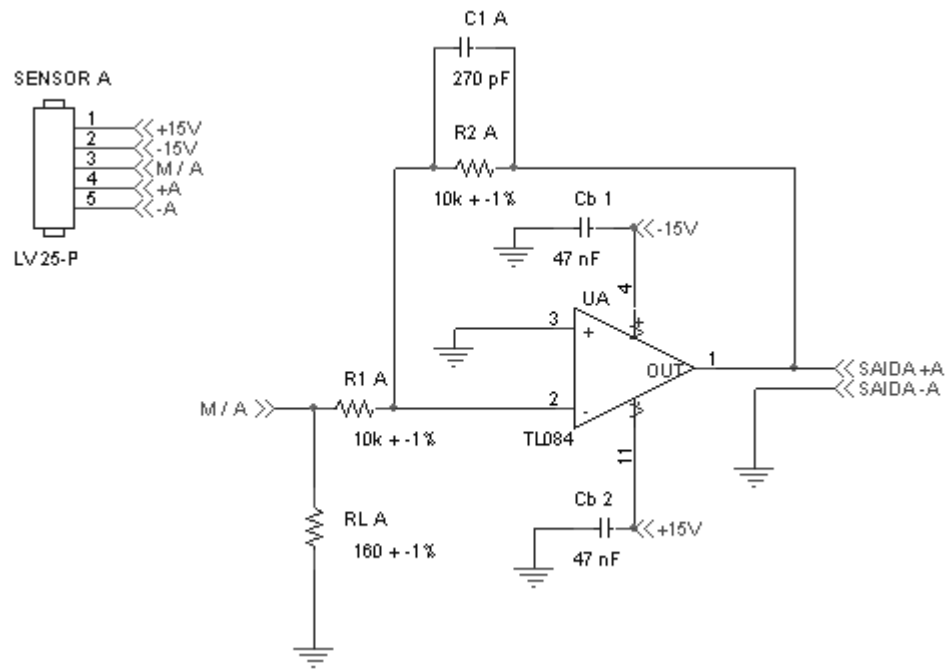 C1 A
270 pF
SENSOR A
1
+15V
2
-15V
3
M / A
4
+A
5
-A
LV 25-P
R2 A
10k + -1%
Cb 1
-15V
47 nF
4
UA
3
+
+
OUT
1
SAIDA +A
SAIDA -A
R1 A
M / A
2
-
10k + -1%
TL084
11
Cb 2
+15V
47 nF
RL A
160 + -1%